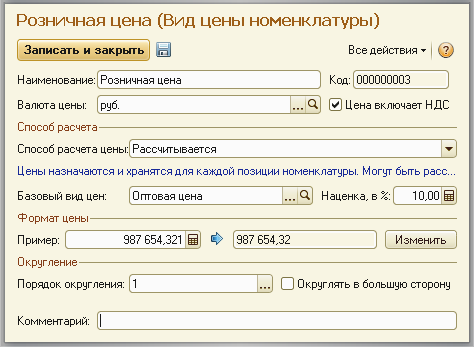 Розничная цена (Вид цены номенклатуры)
Записать и закрыть Все действия ?
Наименование: Розничная цена Код: 000000003
Валюта цены: руб. ... Цена включает НДС
Способ расчета
Способ расчета цены: Рассчитывается
Цены назначаются и хранятся для каждой позиции номенклатуры. Могут быть расс...
Базовый вид цен: Оптовая цена ... Наценка, в %: 10,00
Формат цены
Пример: 987 654,321 987 654,32 Изменить
Округление
Порядок округления: 1 ... Округлять в большую сторону
Комментарий: